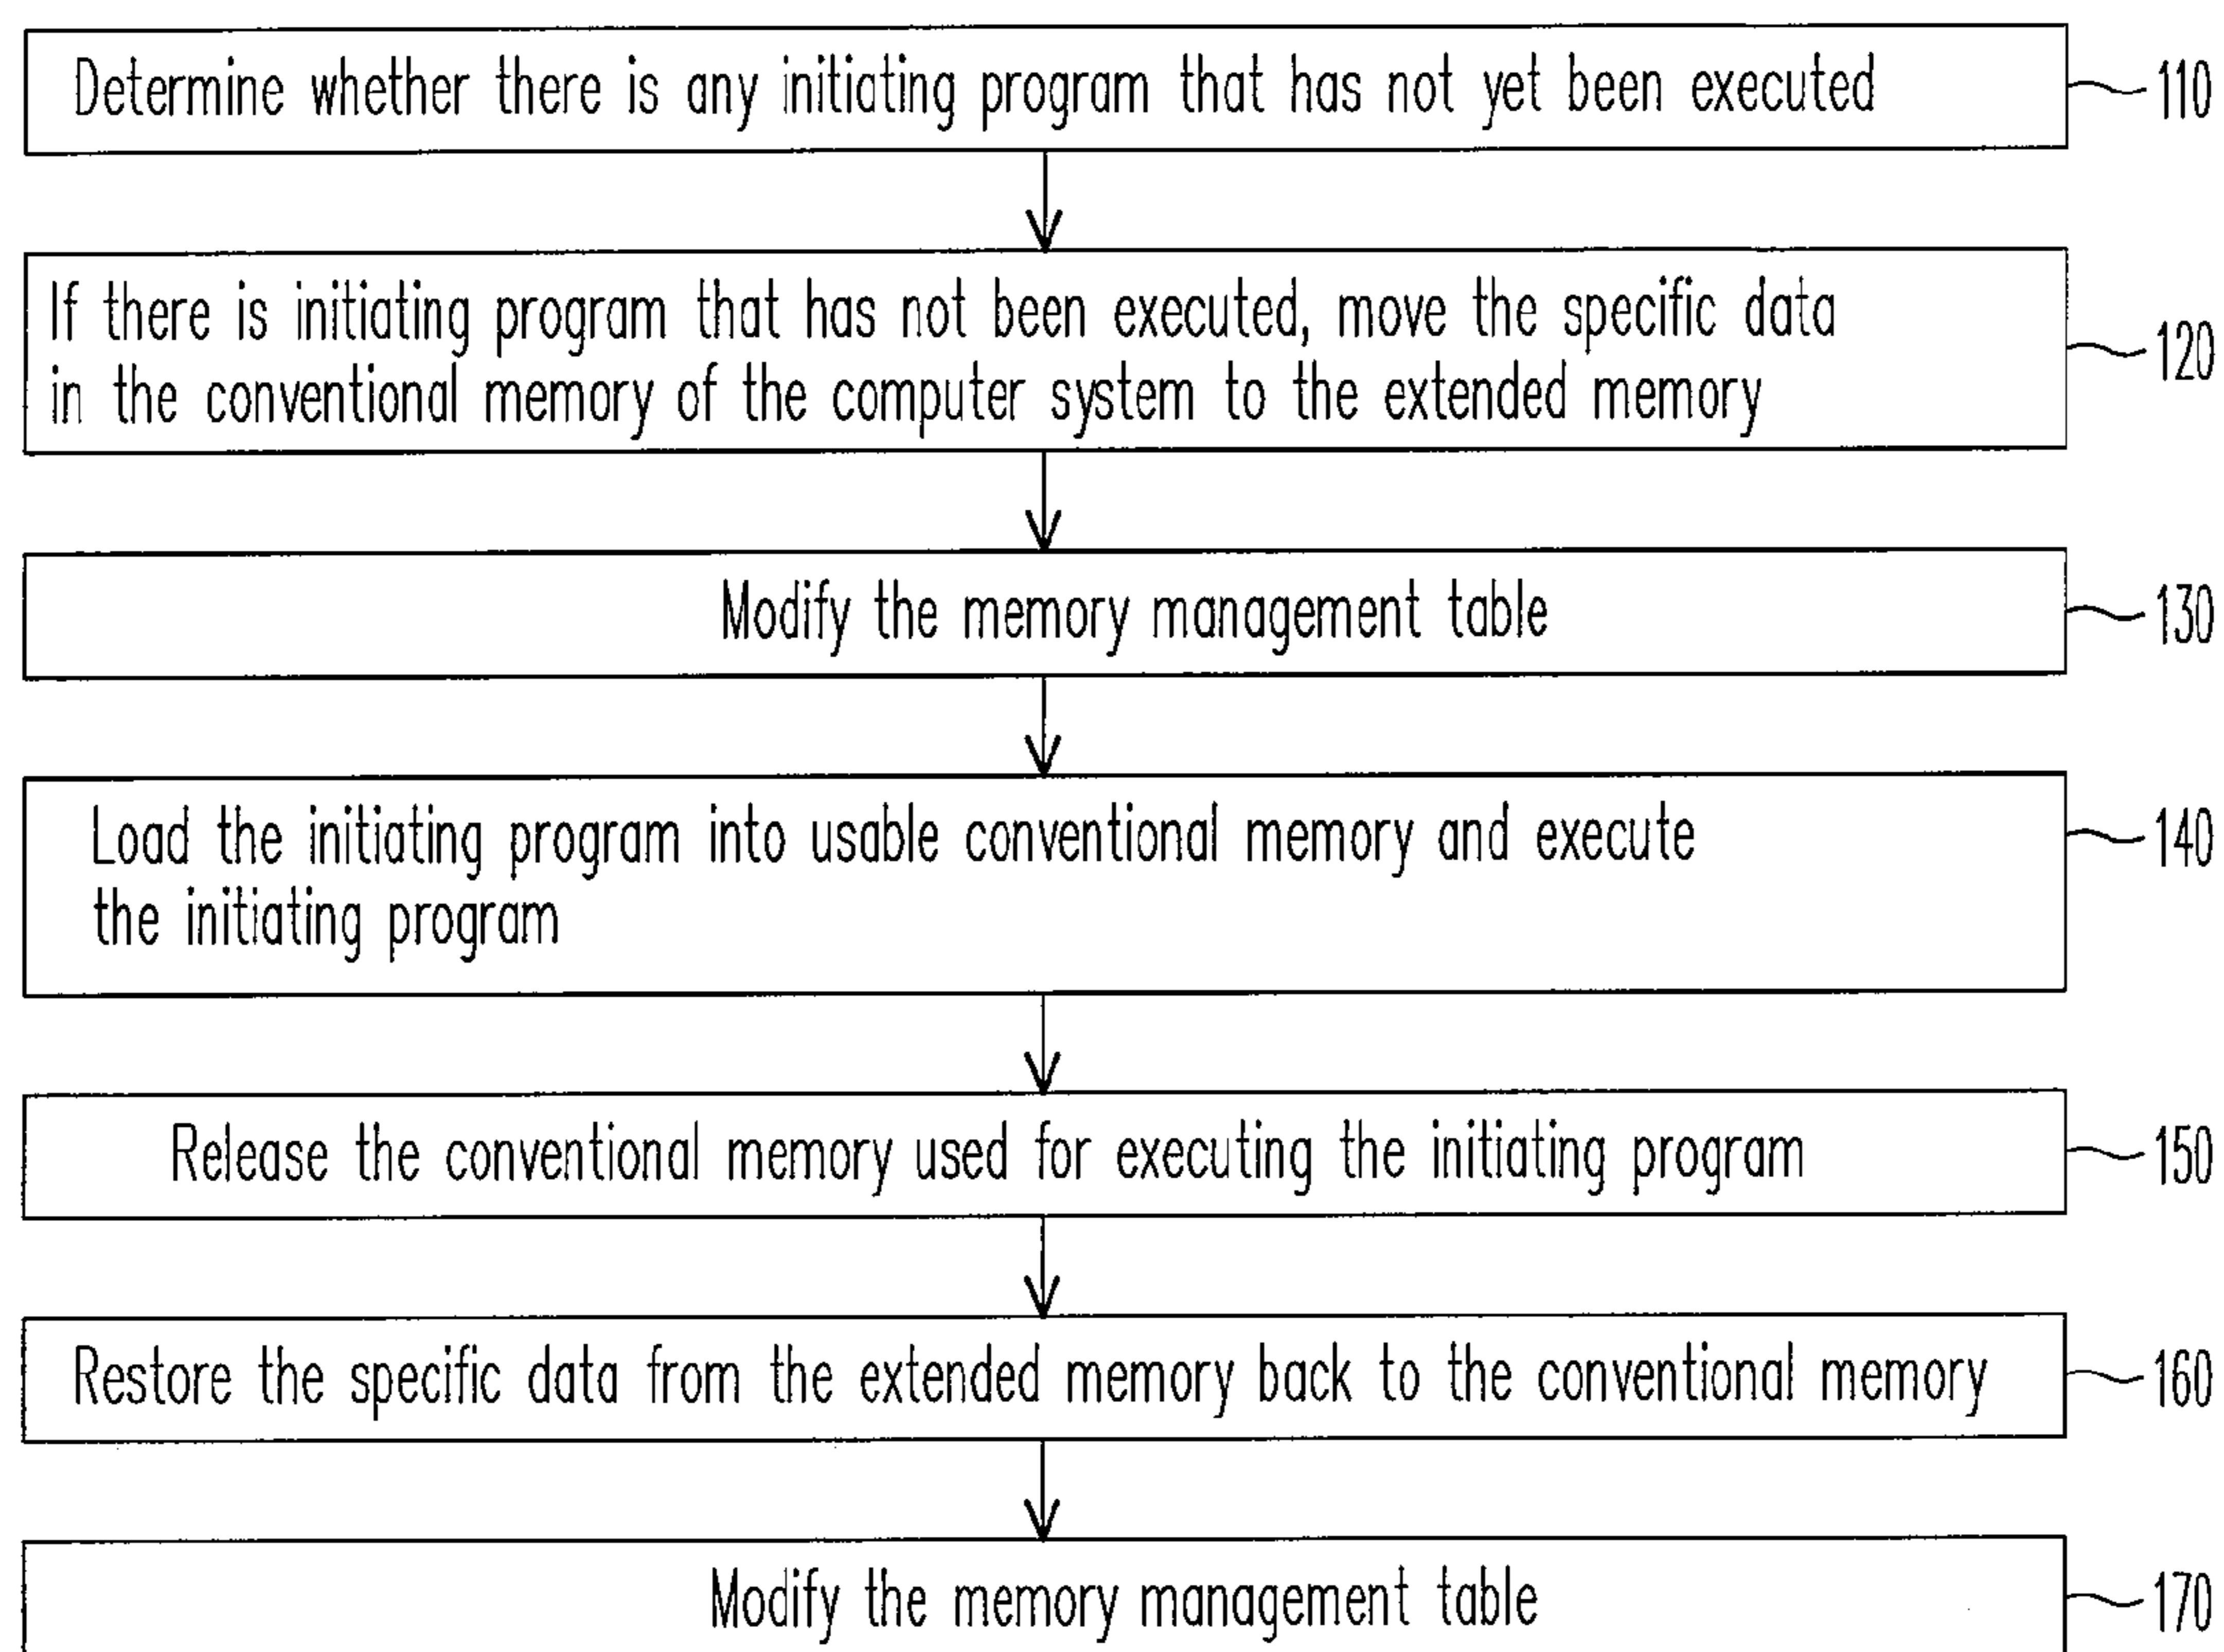 Determine whether there is any initiating program that has not yet been executed
110
If there is initiating program that has not been executed, move the specific data
in the conventional memory of the computer system to the extended memory
120
Modify the memory management table
130
Load the initiating program into usable conventional memory and execute
the initiating program
140
Release the conventional memory used for executing the initiating program
150
Restore the specific data from the extended memory back to the conventional memory
160
Modify the memory management table
170